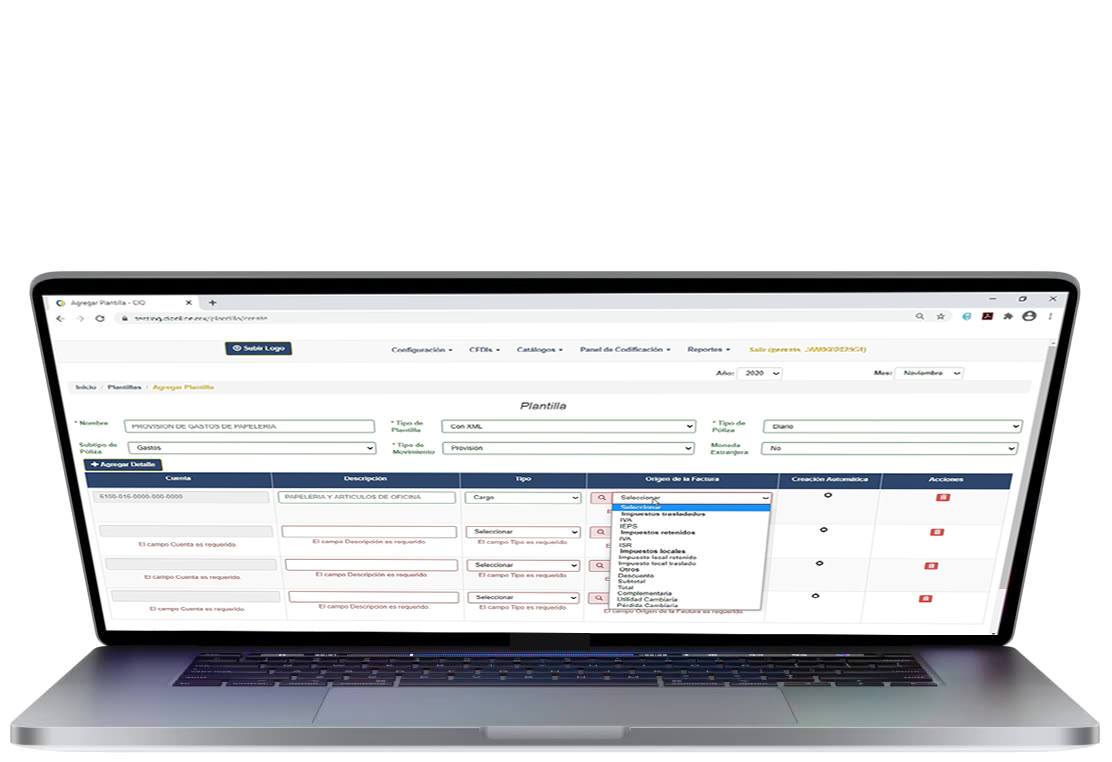 Agregar Plantilla - CIO
Subir Logo
Configuración
CFDIs
Catálogos
Panel de Codificación
Reportes
Año: 2020
Mes: Noviembre
Inicio / Plantillas / Agregar Plantilla
Plantilla
* Nombre
PROVISION DE GASTOS DE PAPELERIA
* Tipo de Plantilla
Con XML
* Tipo de Póliza
Diario
Subtipo de Póliza
Gastos
* Tipo de Movimiento
Provisión
Moneda Extranjera
No
Agregar Detalle
Cuenta Descripción Tipo Origen de la Factura Creación Automática Acciones
6100-016-0000-000-0000
PAPELERIA Y ARTICULOS DE OFICINA
Cargo
Seleccionar
Seleccionar
Impuestos trasladados
IVA
IEPS
Impuestos retenidos
IVA
ISR
Impuestos locales
Impuesto local retenido
Impuesto local traslado
Otros
Descuento
Subtotal
Total
Complementaria
Utilidad Cambiaria
Pérdida Cambiaria
Seleccionar
El campo Cuenta es requerido.
El campo Descripción es requerido.
El campo Tipo es requerido.
Seleccionar
El campo Cuenta es requerido.
El campo Descripción es requerido.
El campo Tipo es requerido.
Seleccionar
El campo Cuenta es requerido.
El campo Descripción es requerido.
El campo Tipo es requerido.
El campo Origen de la Factura es requerido.